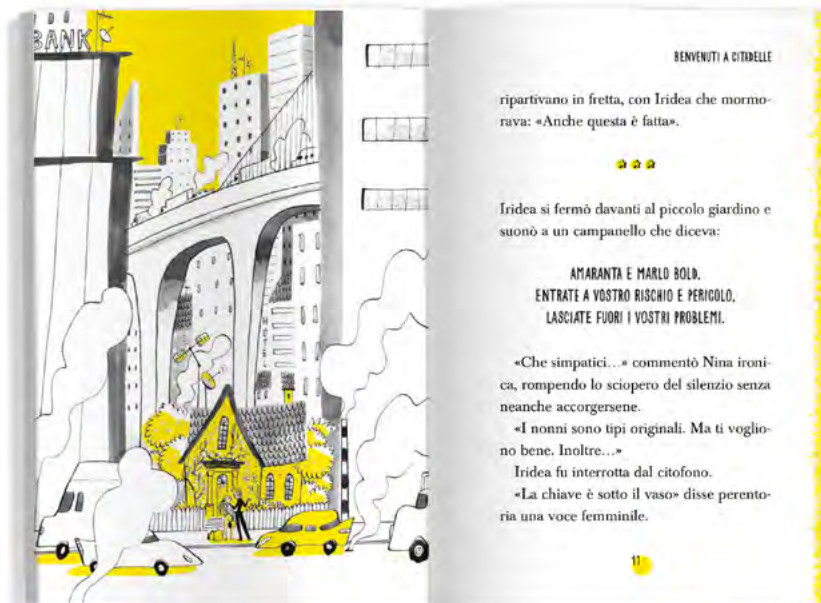 BANK
BENVENUTI A CITADELLE
ripartivano in fretta, con Iridea che mormo-
rava: «Anche questa è fatta».
Iridea si fermò davanti al piccolo giardino e
suonò a un campanello che diceva:
AMARANTA E MARLO BOLD.
ENTRATE A VOSTRO RISCHIO E PERICOLO.
LASCIATE FUORI I VOSTRI PROBLEMI.
«Che simpatici…» commentò Nina ironi-
ca, rompendo lo sciopero del silenzio senza
neanche accorgersene.
«I nonni sono tipi originali. Ma ti voglio-
no bene. Inoltre…»
Iridea fu interrotta dal citofono.
«La chiave è sotto il vaso» disse perento-
ria una voce femminile.
11